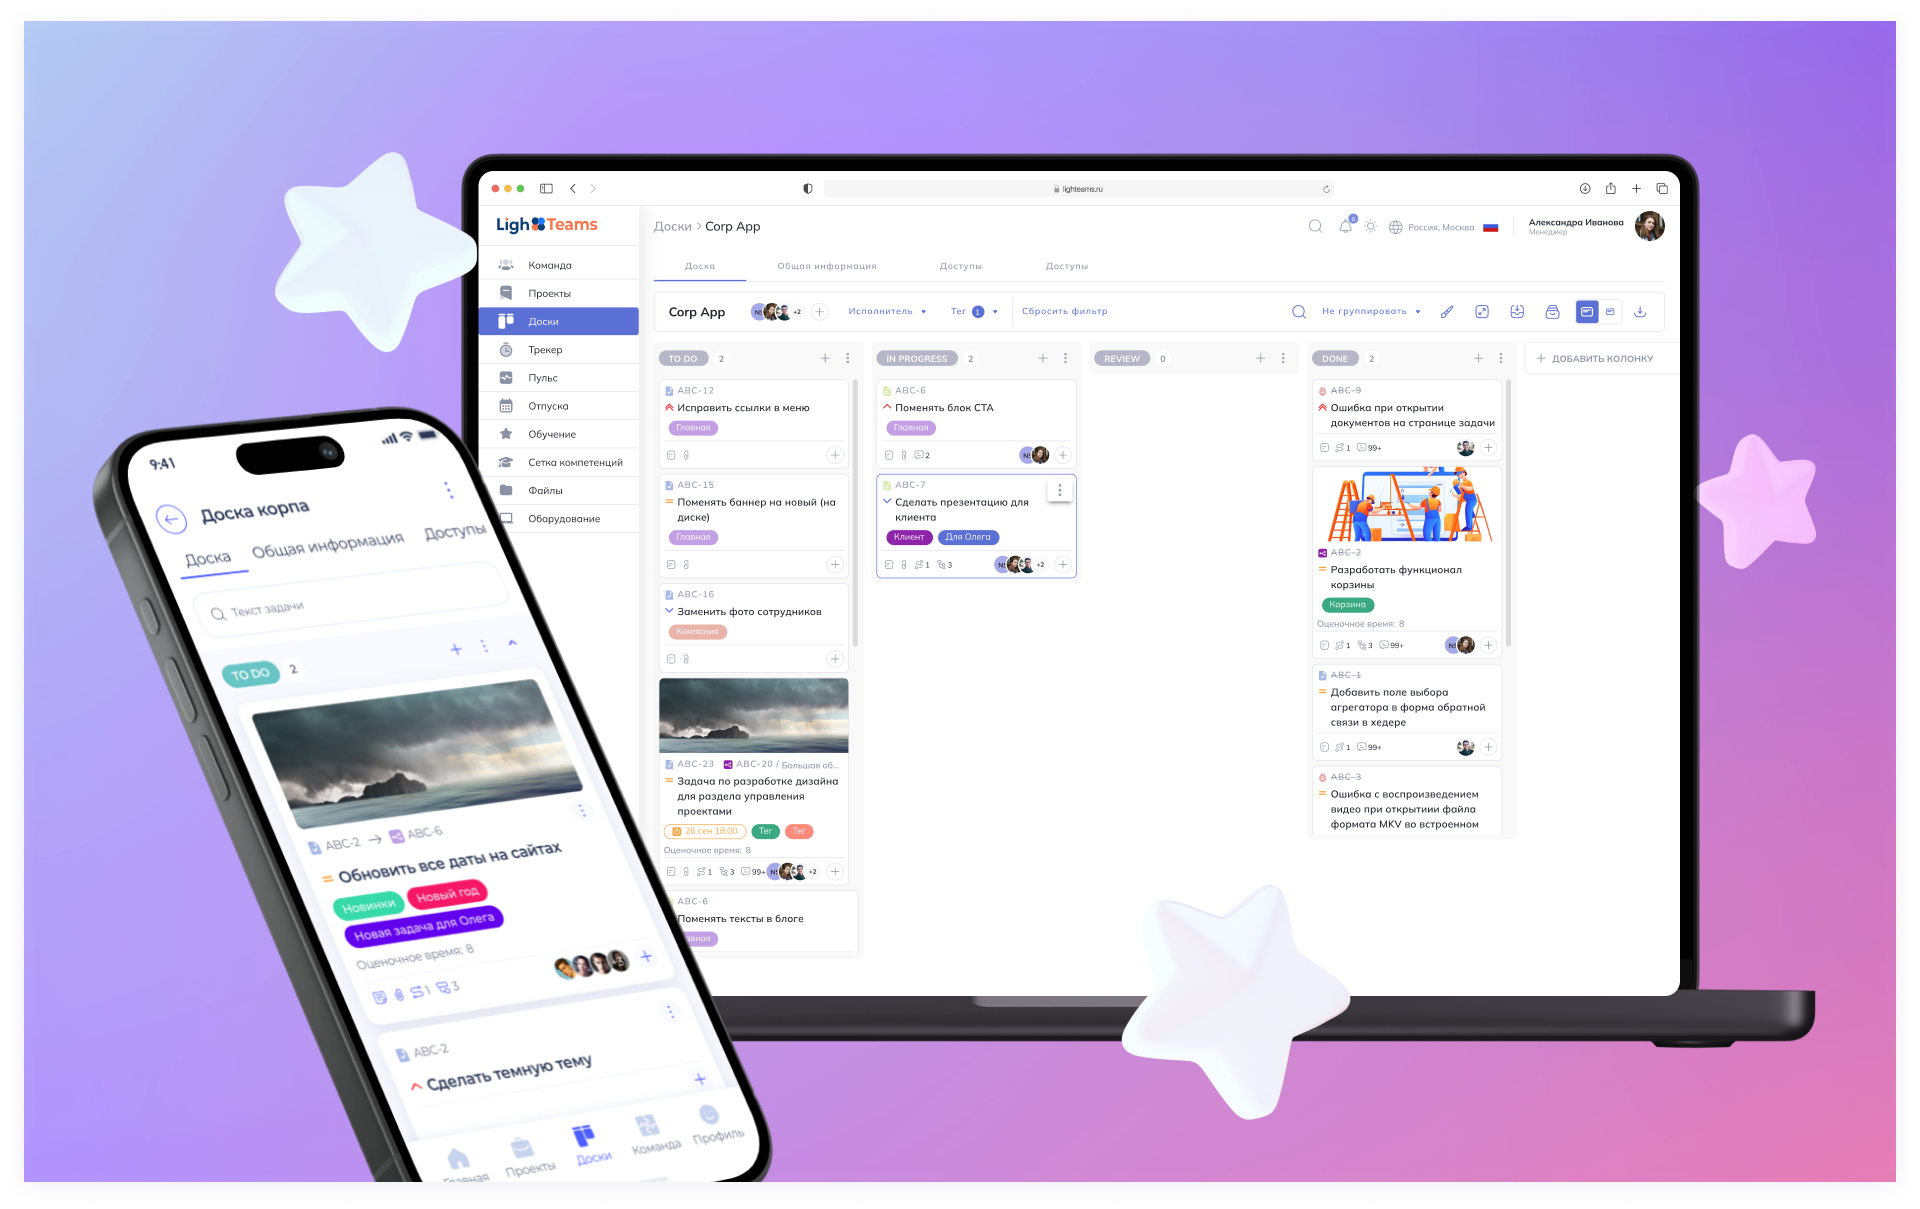 lighteams.ru
LighTeams
Команда
Проекты
Доски
Трекер
Пульс
Отпуска
Обучение
Сетка компетенций
Файлы
Оборудование
Доски > Corp App
0
Россия, Москва
Александра Иванова
Менеджер
Доска
Общая информация
Доступы
Доступы
Corp App
+2
Исполнитель
Тег 1
Сбросить фильтр
Не группировать
TO DO 2
ABC-12
Исправить ссылки в меню
Главная
ABC-15
Поменять баннер на новый (на
диске)
Главная
ABC-16
Заменить фото сотрудников
Компания
ABC-23 ABC-20 / Большая об...
Задача по разработке дизайна
для раздела управления
проектами
26 сен 18:00 Тег Тег
Оценочное время: 8
1 3 99+ +2
ABC-6
Поменять тексты в блоге
IN PROGRESS 2
ABC-6
Поменять блок CTA
Главная
2
ABC-7
Сделать презентацию для
клиента
Клиент Для Олега
1 3 +2
REVIEW 0
DONE 2
ABC-9
Ошибка при открытии
документов на странице задачи
1 99+
ABC-2
Разработать функционал
корзины
Корзина
Оценочное время: 8
1 3 99+
ABC-1
Добавить поле выбора
агрегатора в форма обратной
связи в хедере
1 99+
ABC-3
Ошибка с воспроизведением
видео при открытиии файла
формата MKV во встроенном
+ ДОБАВИТЬ КОЛОНКУ
9:41
Доска корпа
Доска Общая информация Доступы
Текст задачи
TO DO 2
ABC-2 → ABC-6
Обновить все даты на сайтах
Новинки Новый год
Новая задача для Олега
Оценочное время: 8
1 3
ABC-2
Сделать темную тему
Главная Проекты Доски Команда Профиль